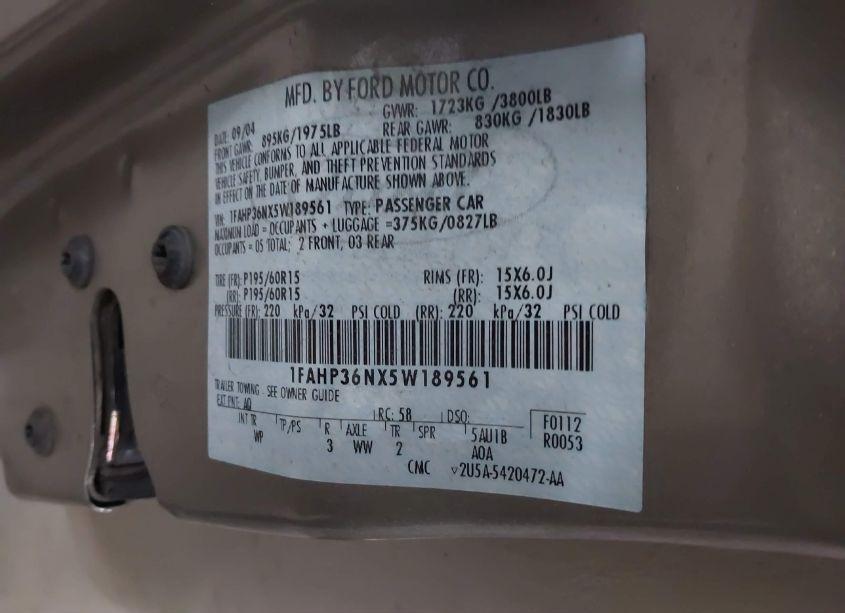 MFD. BY FORD MOTOR CO.
DATE: 09/04 GVWR: 1723KG /3800LB
FRONT GAWR: 895KG/1975LB REAR GAWR: 830KG /1830LB
THIS VEHICLE CONFORMS TO ALL APPLICABLE FEDERAL MOTOR
VEHICLE SAFETY, BUMPER, AND THEFT PREVENTION STANDARDS
IN EFFECT ON THE DATE OF MANUFACTURE SHOWN ABOVE.
VIN: 1FAHP36NX5W189561 TYPE: PASSENGER CAR
MAXIMUM LOAD = OCCUPANTS + LUGGAGE =375KG/0827LB
OCCUPANTS = 05 TOTAL; 2 FRONT, 03 REAR
TIRE (FR): P195/60R15 RIMS (FR): 15X6.0J
(RR): P195/60R15 (RR): 15X6.0J
PRESSURE (FR): 220 kPa/32 PSI COLD (RR): 220 kPa/32 PSI COLD
1FAHP36NX5W189561
TRAILER TOWING - SEE OWNER GUIDE
EXT PNT: AQ RC: 58 DSO: F0112
INT TR TP/PS R AXLE TR SPR 5AU1B R0053
WP 3 WW 2 A0A
CMC ▽2U5A-5420472-AA